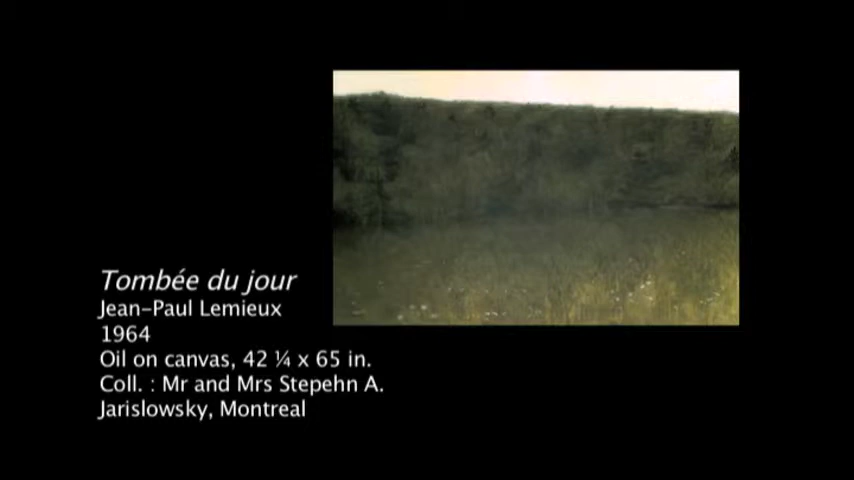 Tombée du jour
Jean-Paul Lemieux
1964
Oil on canvas, 42 ¼ x 65 in.
Coll. : Mr and Mrs Stepehn A.
Jarislowsky, Montreal